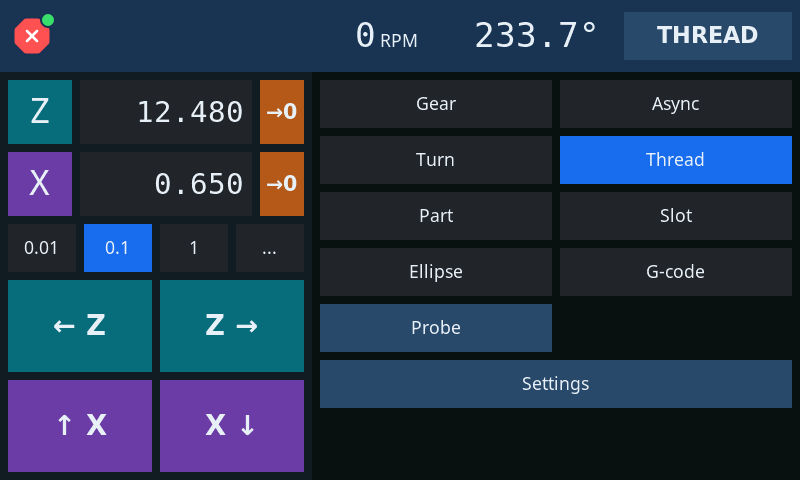 0 RPM 233.7° THREAD
Z 12.480 →0
X 0.650 →0
0.01 0.1 1 ...
← Z Z →
↑ X X ↓
Gear Async
Turn Thread
Part Slot
Ellipse G-code
Probe
Settings